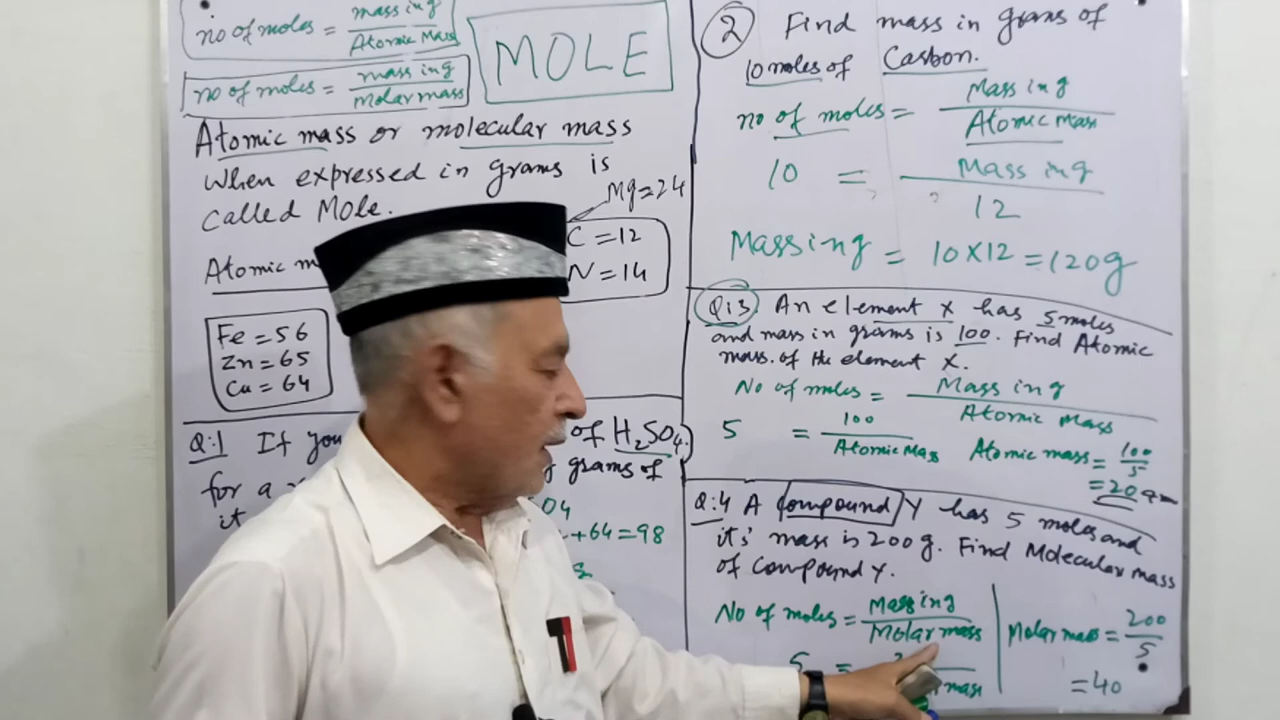 no of moles = mass in g / Atomic Mass
MOLE
no of moles = mass in g / Molar mass
Atomic mass or molecular mass
when expressed in grams is
called Mole.
Mg=24
C = 12
N = 14
Atomic m
Fe = 56
Zn = 65
Cu = 64
Q:1 If you of H₂SO₄.
for a grams of
it O4
+64=98
② Find mass in grams of
10 moles of Carbon.
no of moles = Mass in g / Atomic Mass
10 = Mass in g / 12
Mass in g = 10×12 = 120g
Q:3 An element X has 5 moles
and mass in grams is 100. Find Atomic
mass. of the element X.
No of moles = Mass in g / Atomic Mass
5 = 100 / Atomic Mass
Atomic mass = 100/5
= 20 g
Q:4 A Compound Y has 5 moles and
it's mass is 200g. Find Molecular mass
of Compound Y.
No of moles = Mass in g / Molar mass
5 = mass
Molar mass = 200/5
= 40